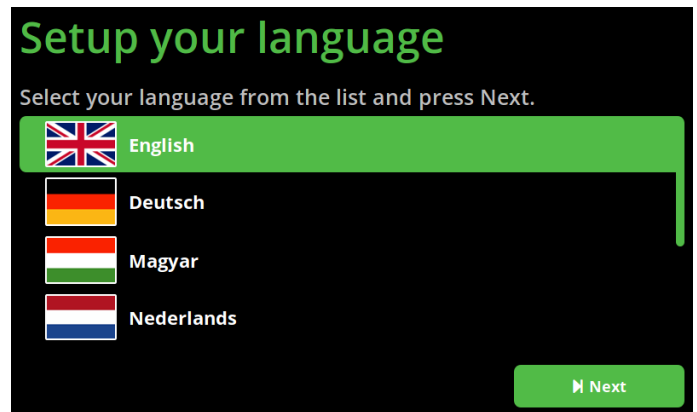 Setup your language
Select your language from the list and press Next.
English
Deutsch
Magyar
Nederlands
Next